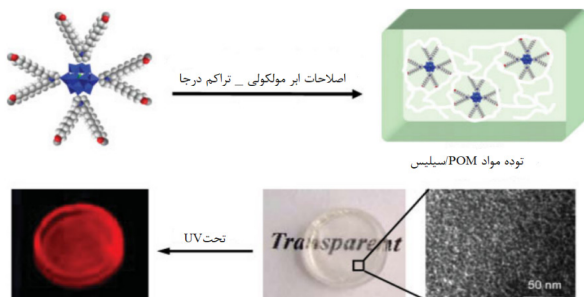 اصلاحات ابر مولکولی _ تراکم درجا
توده مواد POM/سیلیس
تحتUV
Transparent
50 nm